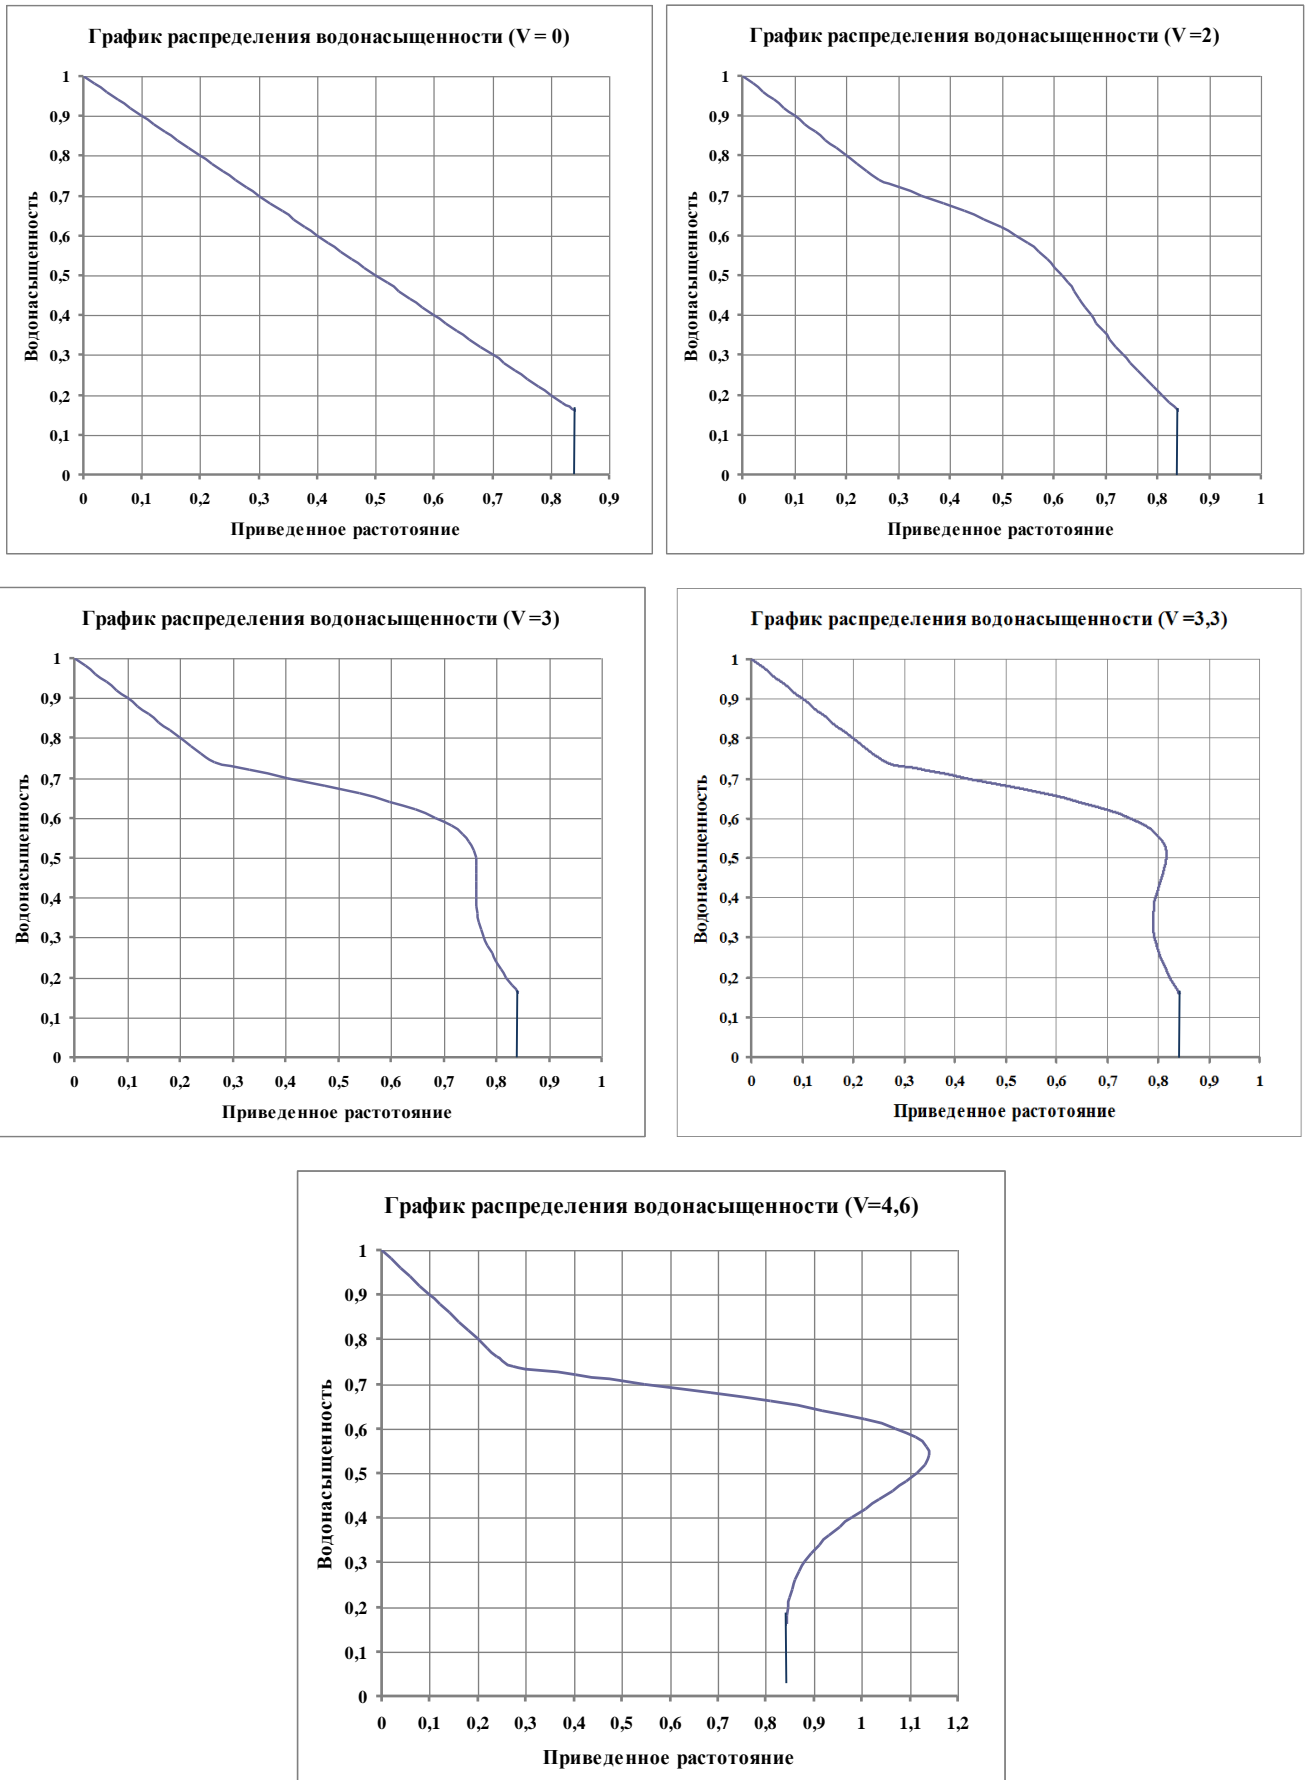 График распределения водонасыщенности (V = 0)
1
0,9
0,8
0,7
0,6
0,5
0,4
0,3
0,2
0,1
0
Водонасыщенность
0 0,1 0,2 0,3 0,4 0,5 0,6 0,7 0,8 0,9
Приведенное растотояние
График распределения водонасыщенности (V =2)
1
0,9
0,8
0,7
0,6
0,5
0,4
0,3
0,2
0,1
0
Водонасыщенность
0 0,1 0,2 0,3 0,4 0,5 0,6 0,7 0,8 0,9 1
Приведенное растотояние
График распределения водонасыщенности (V =3)
1
0,9
0,8
0,7
0,6
0,5
0,4
0,3
0,2
0,1
0
Водонасыщенность
0 0,1 0,2 0,3 0,4 0,5 0,6 0,7 0,8 0,9 1
Приведенное растотояние
График распределения водонасыщенности (V =3,3)
1
0,9
0,8
0,7
0,6
0,5
0,4
0,3
0,2
0,1
0
Водонасыщенность
0 0,1 0,2 0,3 0,4 0,5 0,6 0,7 0,8 0,9 1
Приведенное растотояние
График распределения водонасыщенности (V=4,6)
1
0,9
0,8
0,7
0,6
0,5
0,4
0,3
0,2
0,1
0
Водонасыщенность
0 0,1 0,2 0,3 0,4 0,5 0,6 0,7 0,8 0,9 1 1,1 1,2
Приведенное растотояние